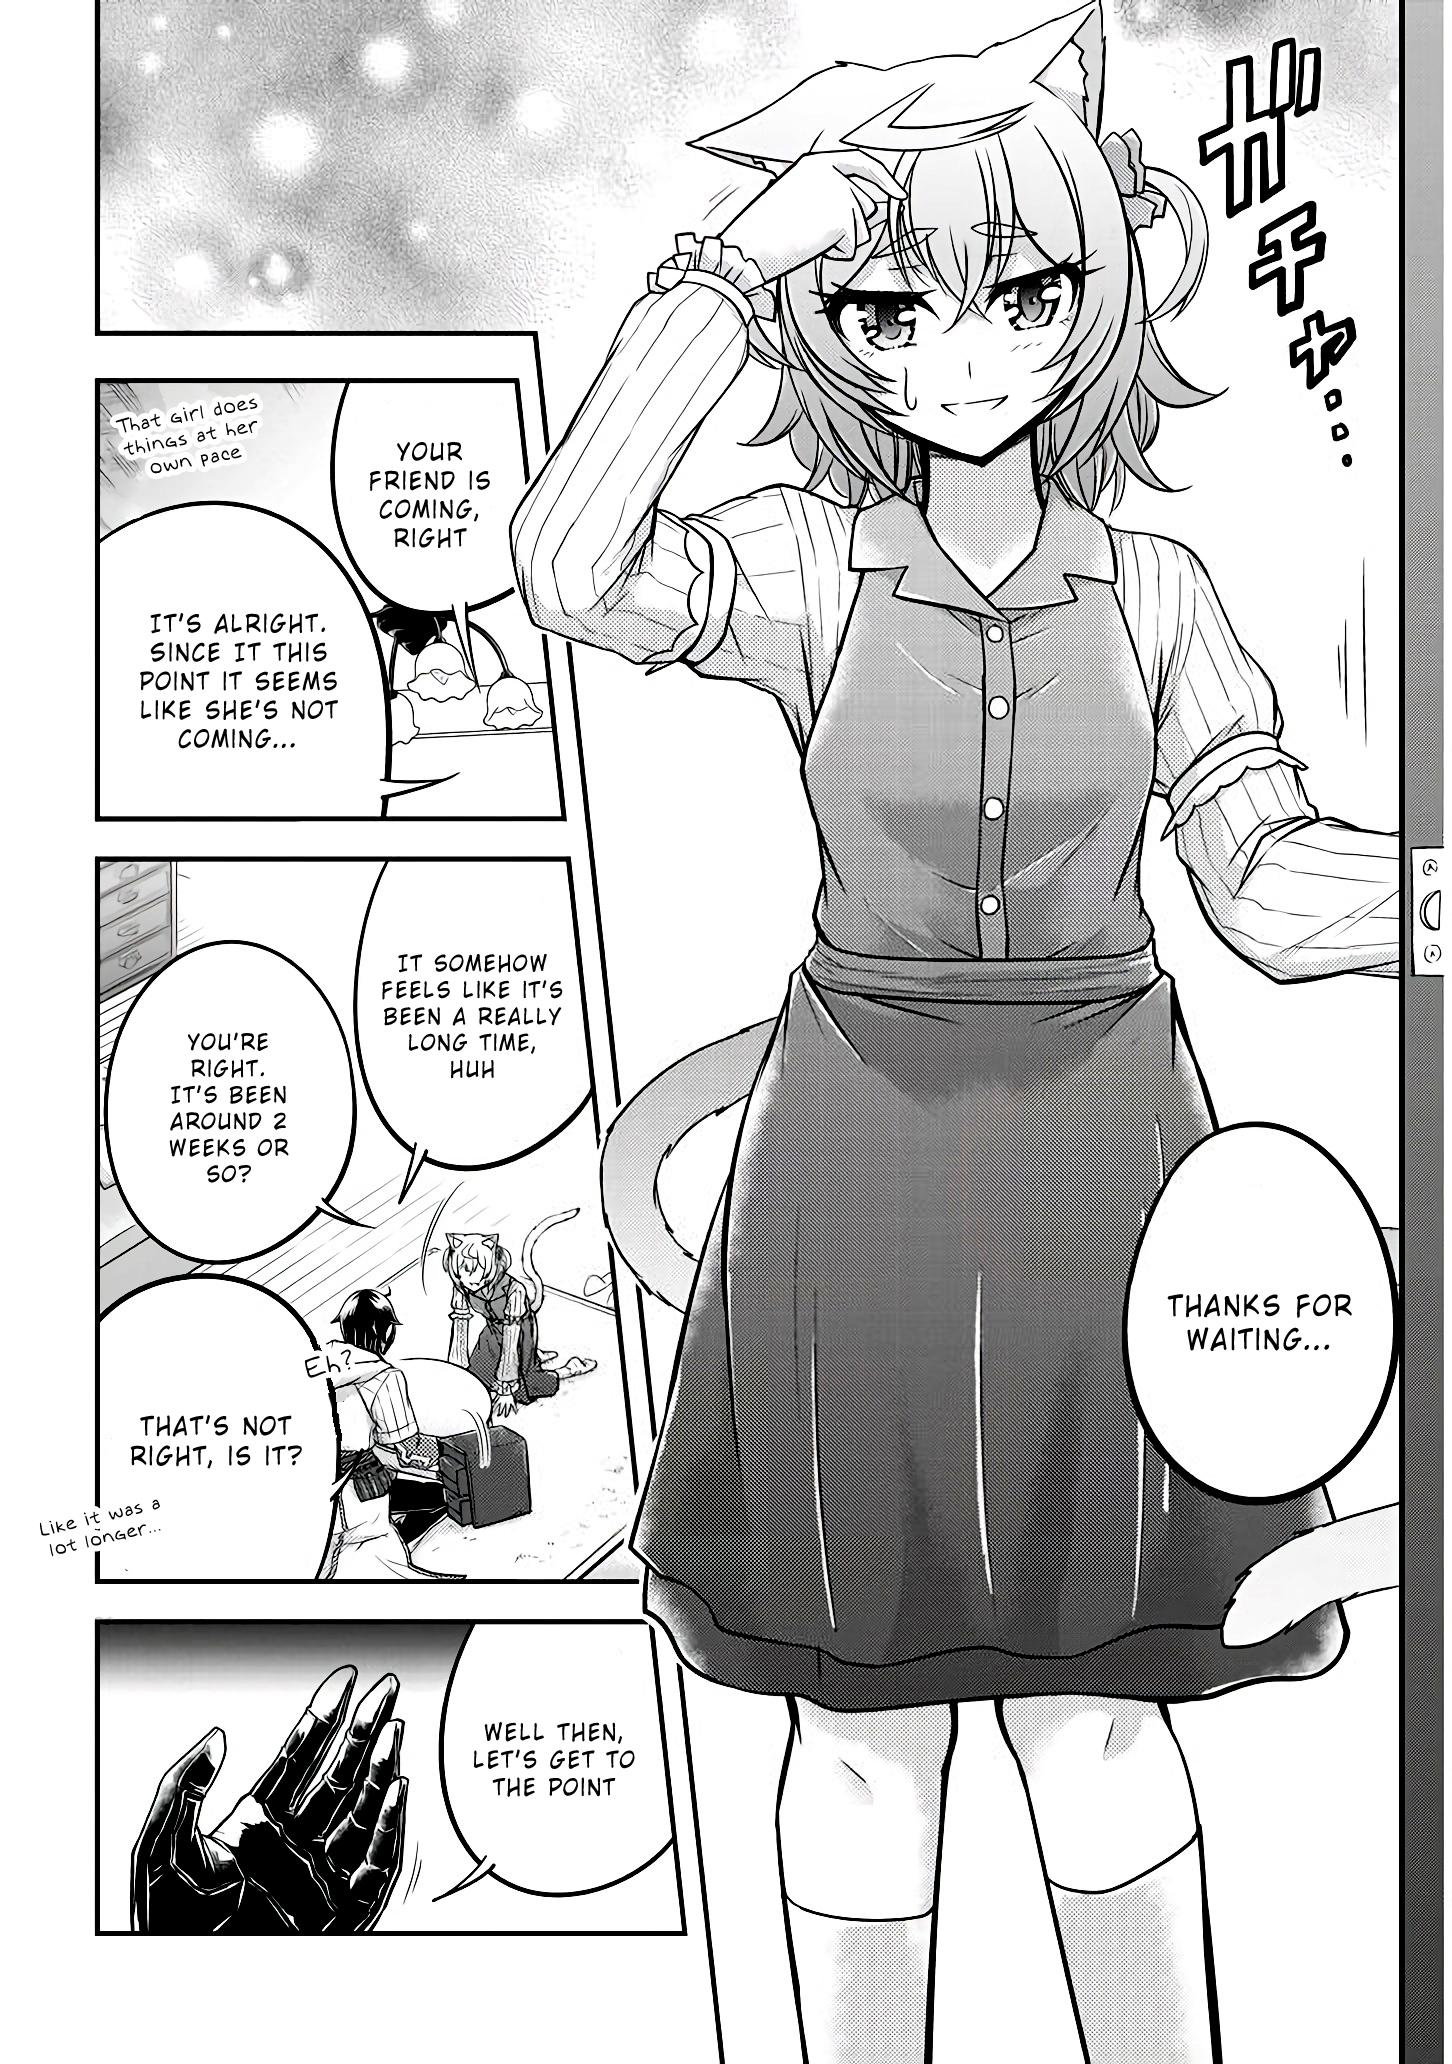 ガチャ...
THANKS FOR
WAITING...
YOUR
FRIEND IS
COMING,
RIGHT
That Girl does
things at her
own pace
IT'S ALRIGHT.
SINCE IT THIS
POINT IT SEEMS
LIKE SHE'S NOT
COMING...
IT SOMEHOW
FEELS LIKE IT'S
BEEN A REALLY
LONG TIME,
HUH
YOU'RE
RIGHT.
IT'S BEEN
AROUND 2
WEEKS OR
SO?
Eh?
THAT'S NOT
RIGHT, IS IT?
Like it was a
lot longer...
WELL THEN,
LET'S GET TO
THE POINT